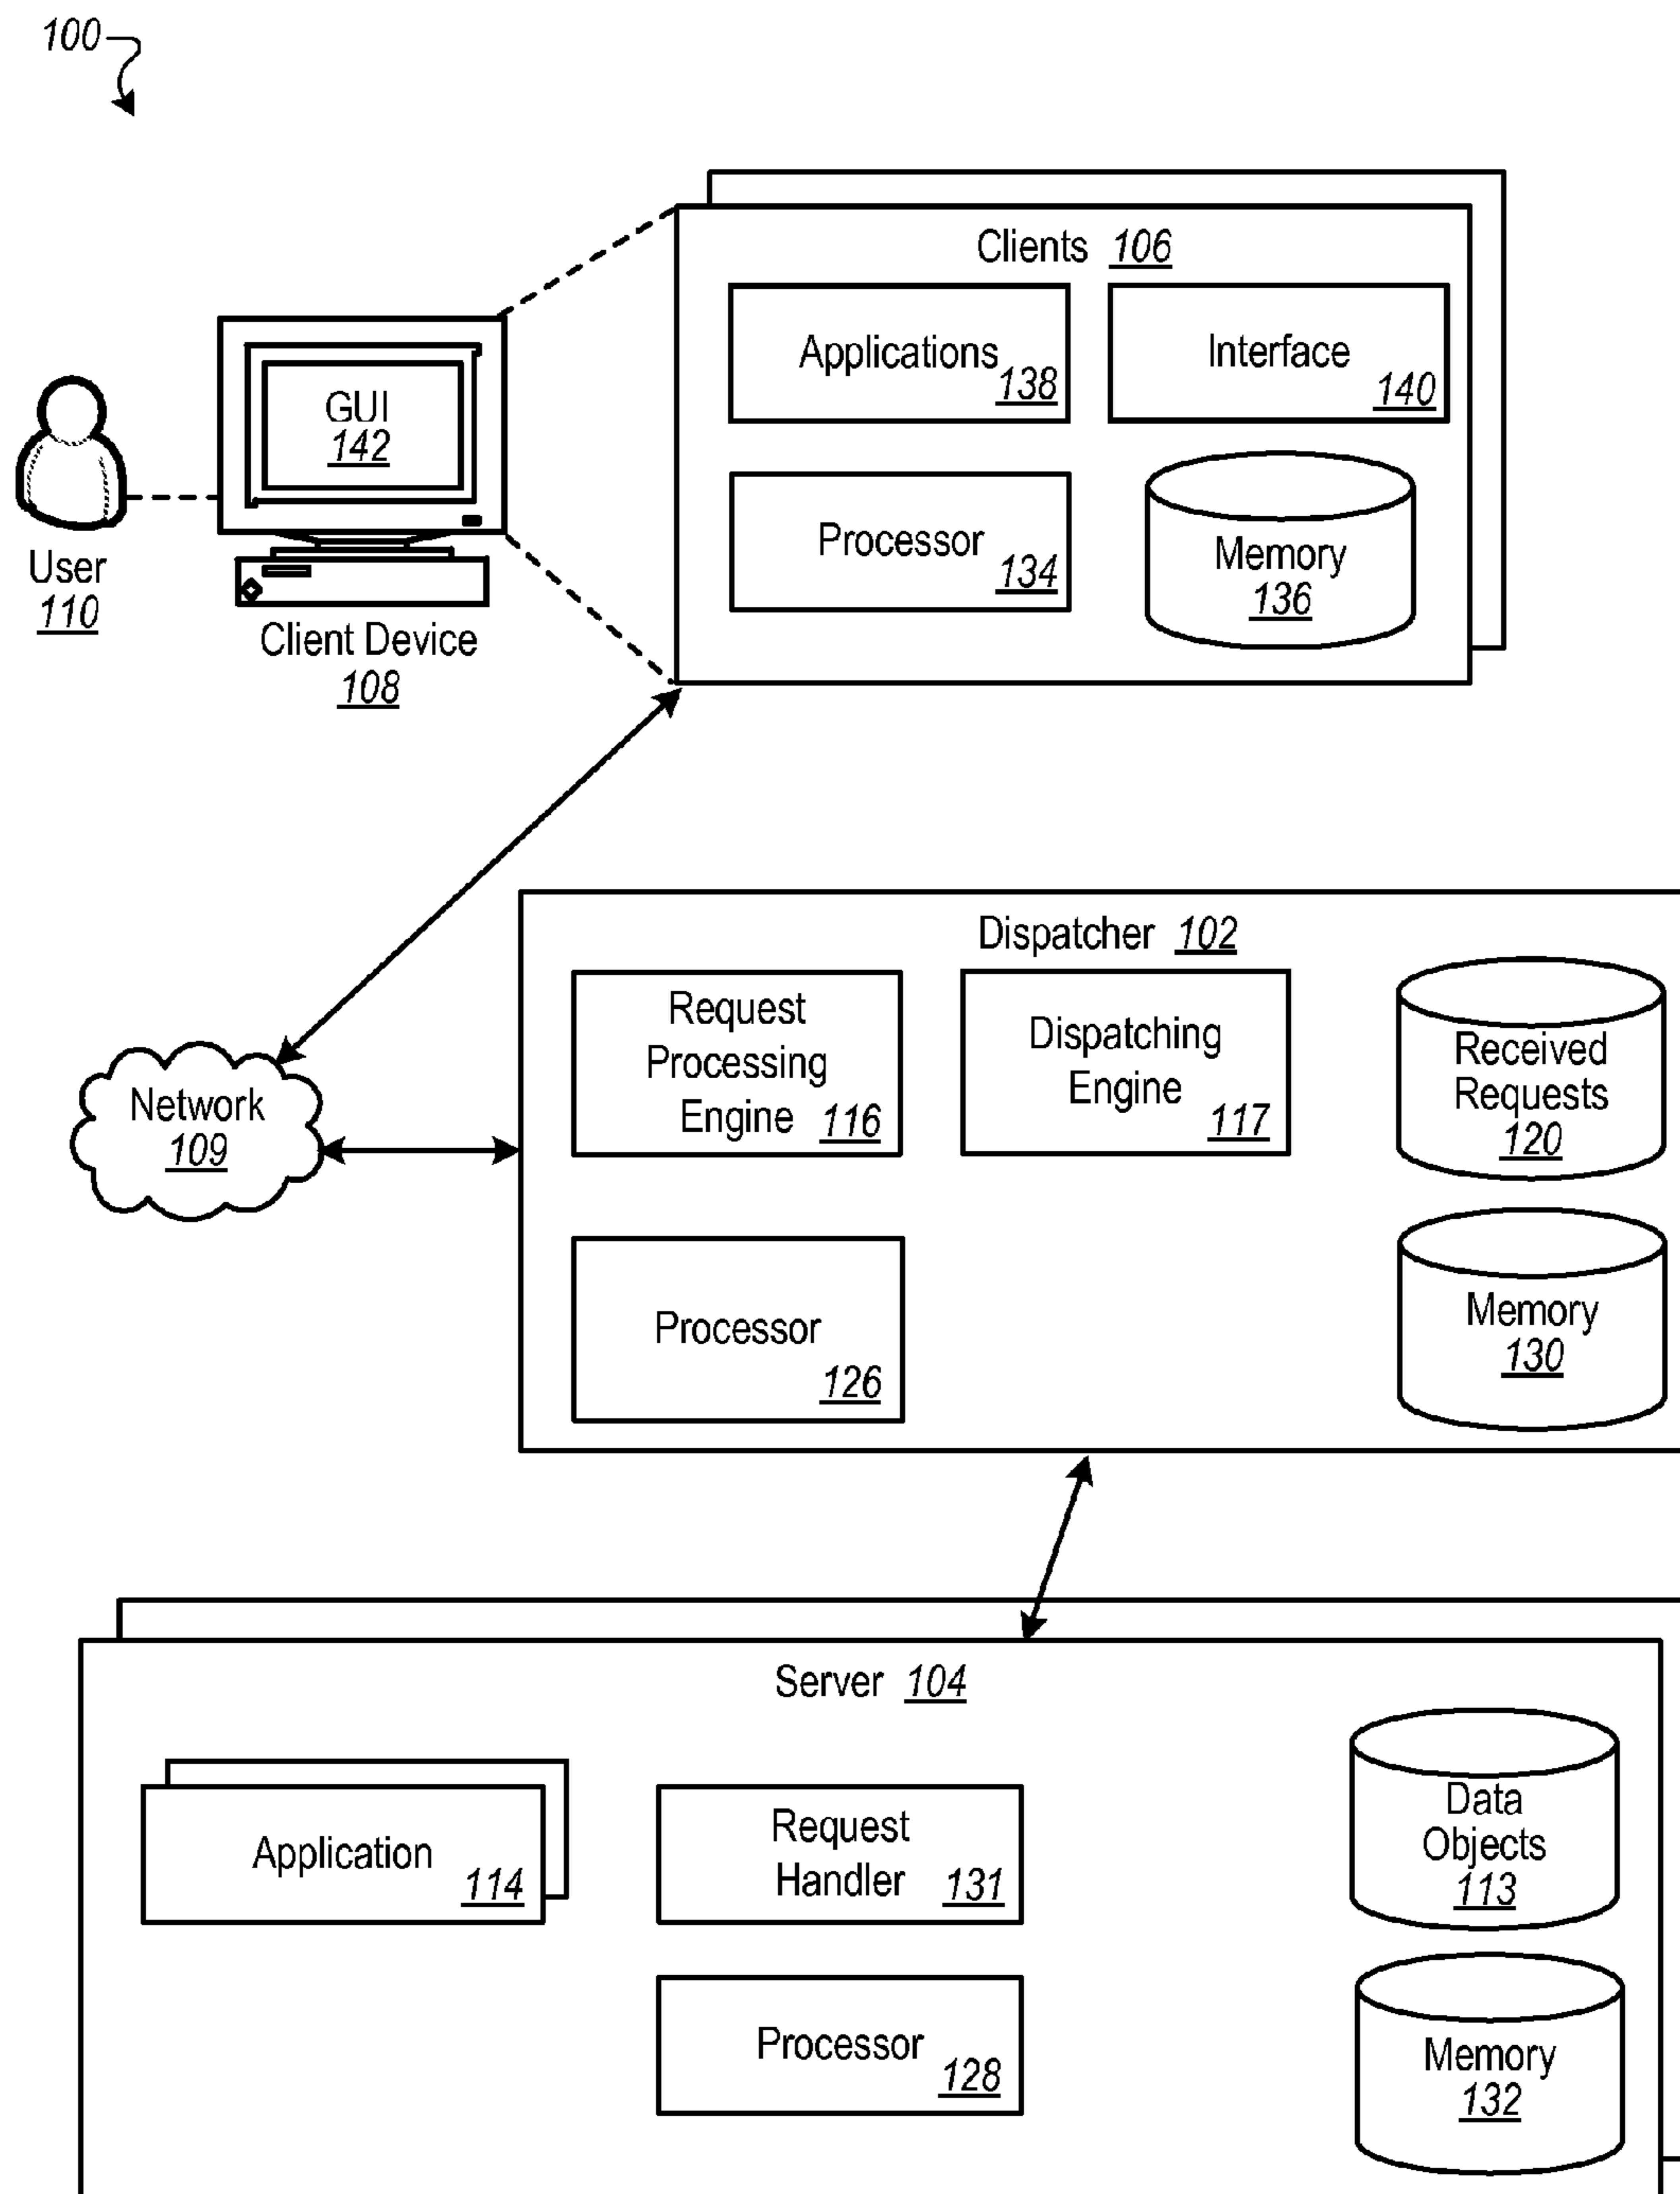 100
Clients 106
Applications
138
Interface
140
GUI
142
Processor
134
Memory
136
User
110
Client Device
108
Dispatcher 102
Request
Processing
Engine 116
Dispatching
Engine
117
Received
Requests
120
Network
109
Processor
126
Memory
130
Server 104
Application
114
Request
Handler 131
Data
Objects
113
Processor
128
Memory
132